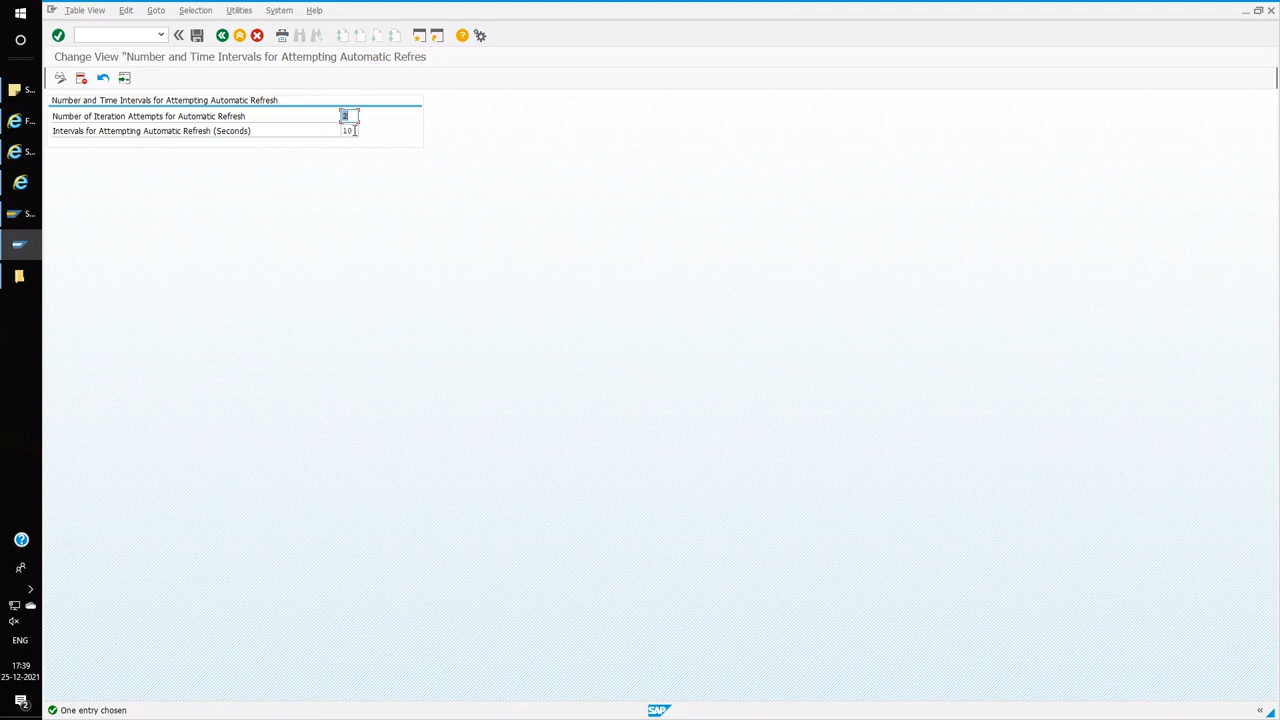 Table View Edit Goto Selection Utilities System Help
Change View "Number and Time Intervals for Attempting Automatic Refres
Number and Time Intervals for Attempting Automatic Refresh
Number of Iteration Attempts for Automatic Refresh 2
Intervals for Attempting Automatic Refresh (Seconds) 10
S...
F...
S...
S...
ENG
17:39
25-12-2021
2
One entry chosen
SAP